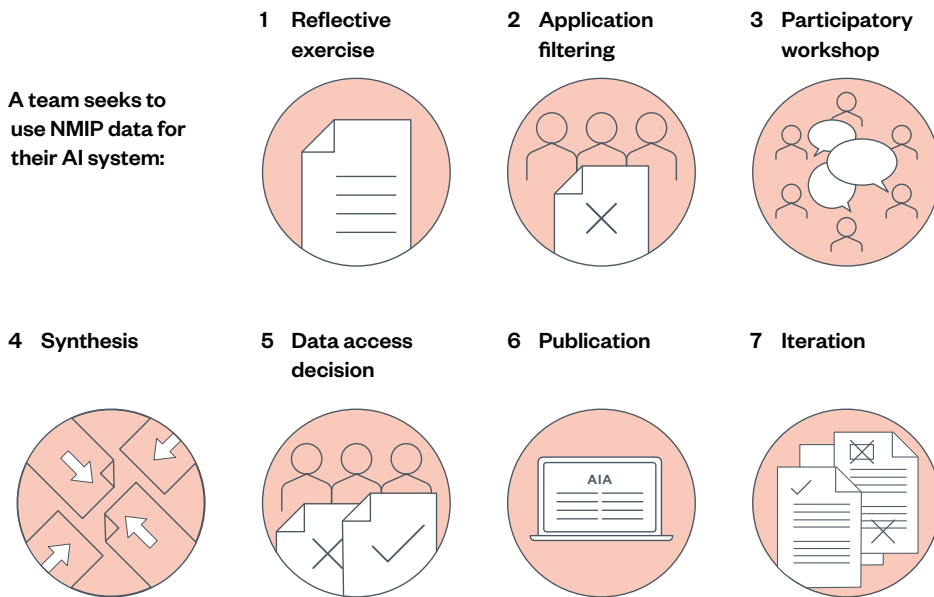 A team seeks to
use NMIP data for
their AI system:
1 Reflective
exercise
2 Application
filtering
3 Participatory
workshop
4 Synthesis
5 Data access
decision
6 Publication
AIA
7 Iteration